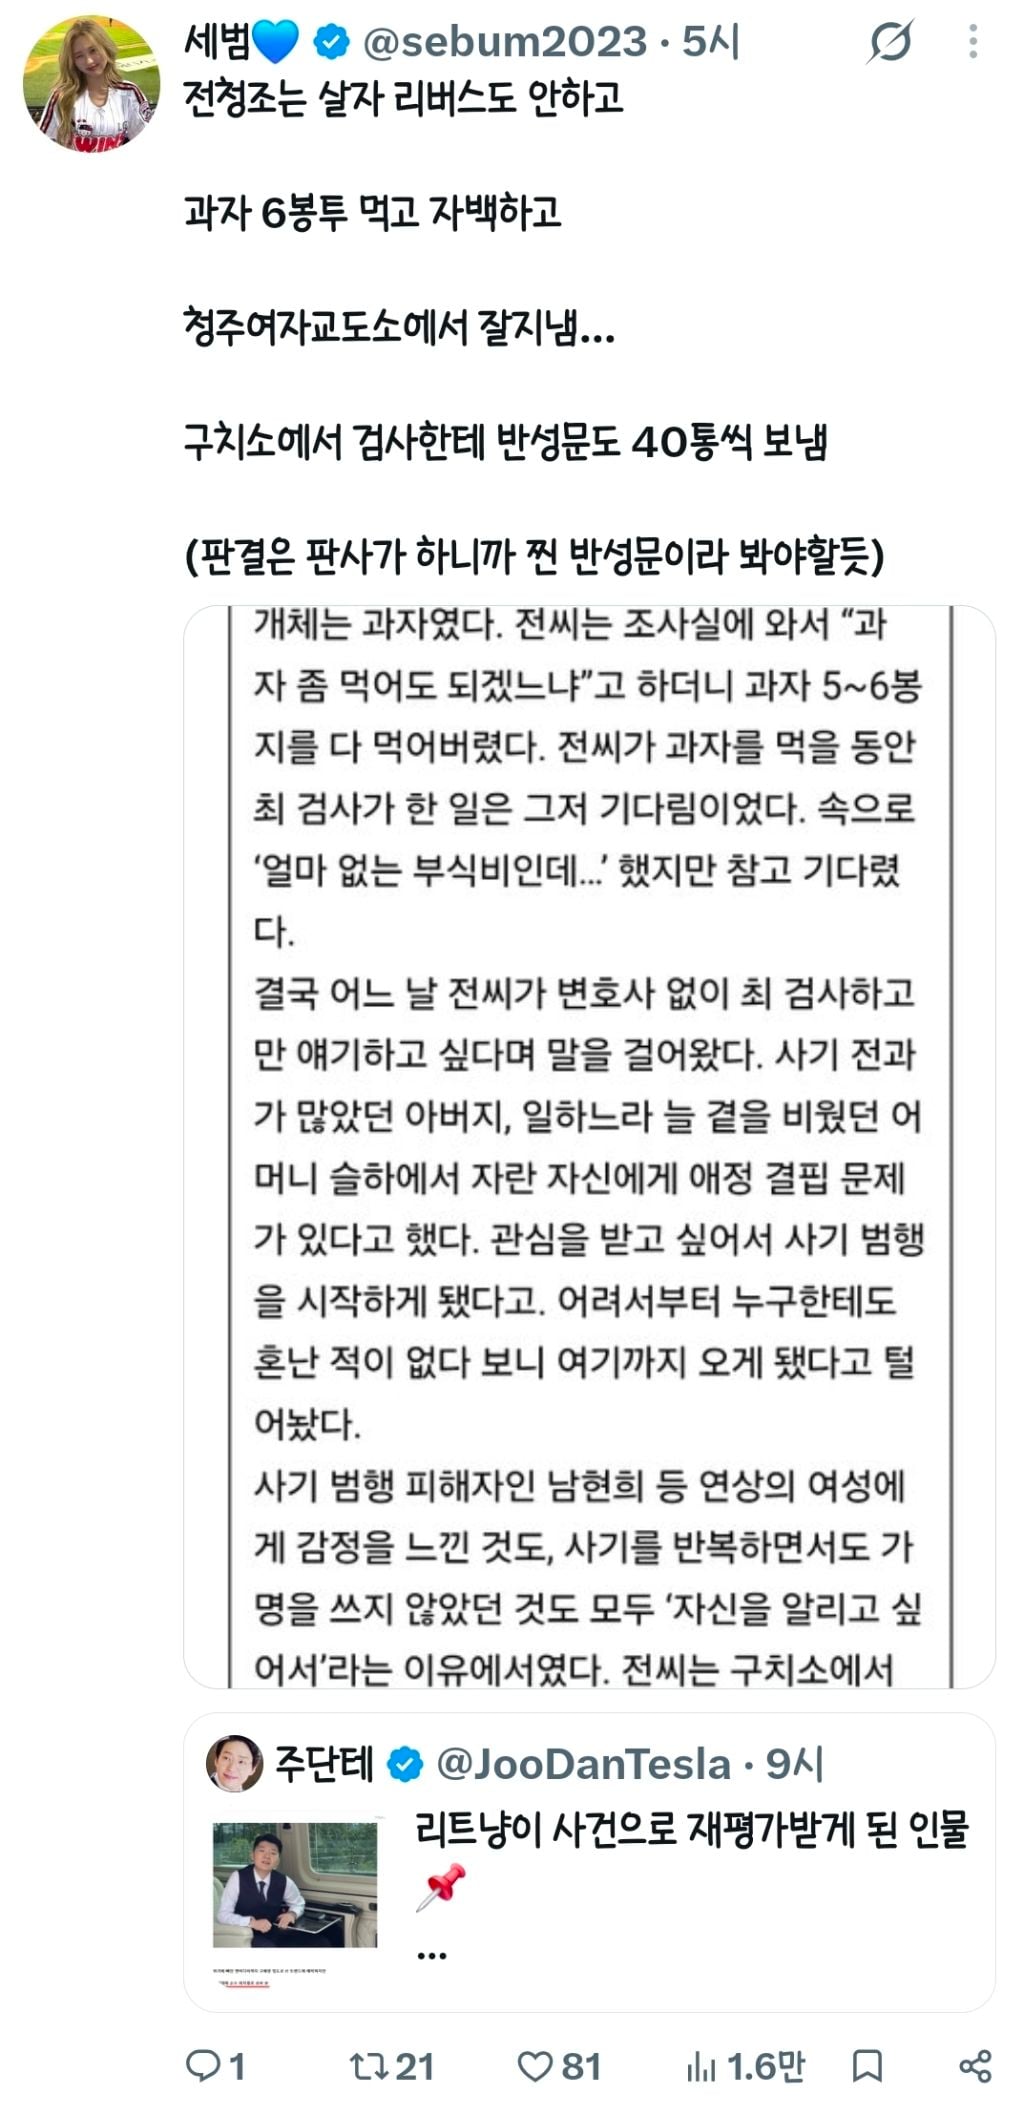 세범💙 @sebum2023 · 5시
전청조는 살자 리버스도 안하고
과자 6봉투 먹고 자백하고
청주여자교도소에서 잘지냄...
구치소에서 검사한테 반성문도 40통씩 보냄
(판결은 판사가 하니까 찐 반성문이라 봐야할듯)
개체는 과자였다. 전씨는 조사실에 와서 “과
자 좀 먹어도 되겠느냐”고 하더니 과자 5~6봉
지를 다 먹어버렸다. 전씨가 과자를 먹을 동안
최 검사가 한 일은 그저 기다림이었다. 속으로
‘얼마 없는 부식비인데...’ 했지만 참고 기다렸
다.
결국 어느 날 전씨가 변호사 없이 최 검사하고
만 얘기하고 싶다며 말을 걸어왔다. 사기 전과
가 많았던 아버지, 일하느라 늘 곁을 비웠던 어
머니 슬하에서 자란 자신에게 애정 결핍 문제
가 있다고 했다. 관심을 받고 싶어서 사기 범행
을 시작하게 됐다고. 어려서부터 누구한테도
혼난 적이 없다 보니 여기까지 오게 됐다고 털
어놨다.
사기 범행 피해자인 남현희 등 연상의 여성에
게 감정을 느낀 것도, 사기를 반복하면서도 가
명을 쓰지 않았던 것도 모두 ‘자신을 알리고 싶
어서’라는 이유에서였다. 전씨는 구치소에서
주단테 @JooDanTesla · 9시
리트냥이 사건으로 재평가받게 된 인물
📌
...
1 21 81 1.6만